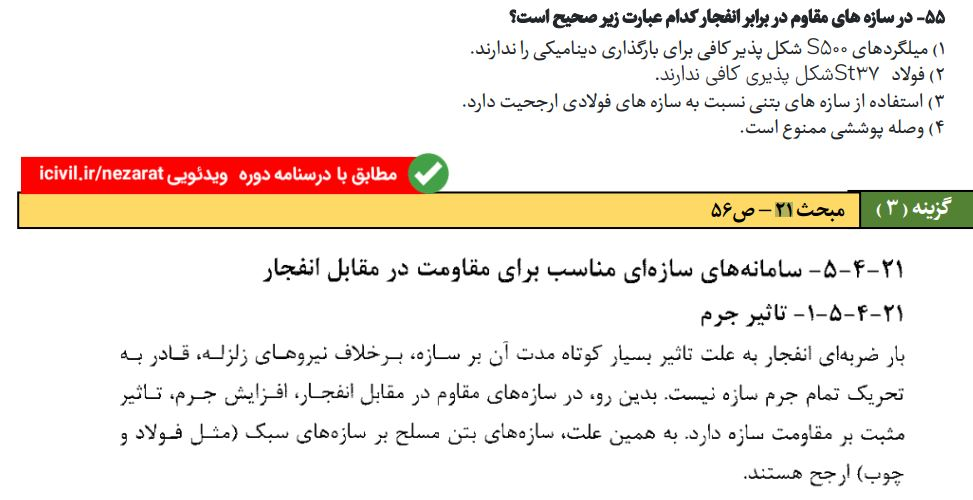 ۵۵- در سازه های مقاوم در برابر انفجار کدام عبارت زیر صحیح است؟
۱) میلگردهای S۵۰۰ شکل پذیر کافی برای بارگذاری دینامیکی را ندارند.
۲) فولاد St۳۷ شکل پذیری کافی ندارند.
۳) استفاده از سازه های بتنی نسبت به سازه های فولادی ارجحیت دارد.
۴) وصله پوششی ممنوع است.
مطابق با درسنامه دوره ویدئویی icivil.ir/nezarat
گزینه (۳) مبحث ۲۱ – ص۵۶
۲۱-۴-۵- سامانه‌های سازه‌ای مناسب برای مقاومت در مقابل انفجار
۲۱-۴-۵-۱- تاثیر جرم
بار ضربه‌ای انفجار به علت تاثیر بسیار کوتاه مدت آن بر سازه، برخلاف نیروهای زلزله، قادر به
تحریک تمام جرم سازه نیست. بدین رو، در سازه‌های مقاوم در مقابل انفجار، افزایش جرم، تاثیر
مثبت بر مقاومت سازه دارد. به همین علت، سازه‌های بتن مسلح بر سازه‌های سبک (مثل فولاد و
چوب) ارجح هستند.